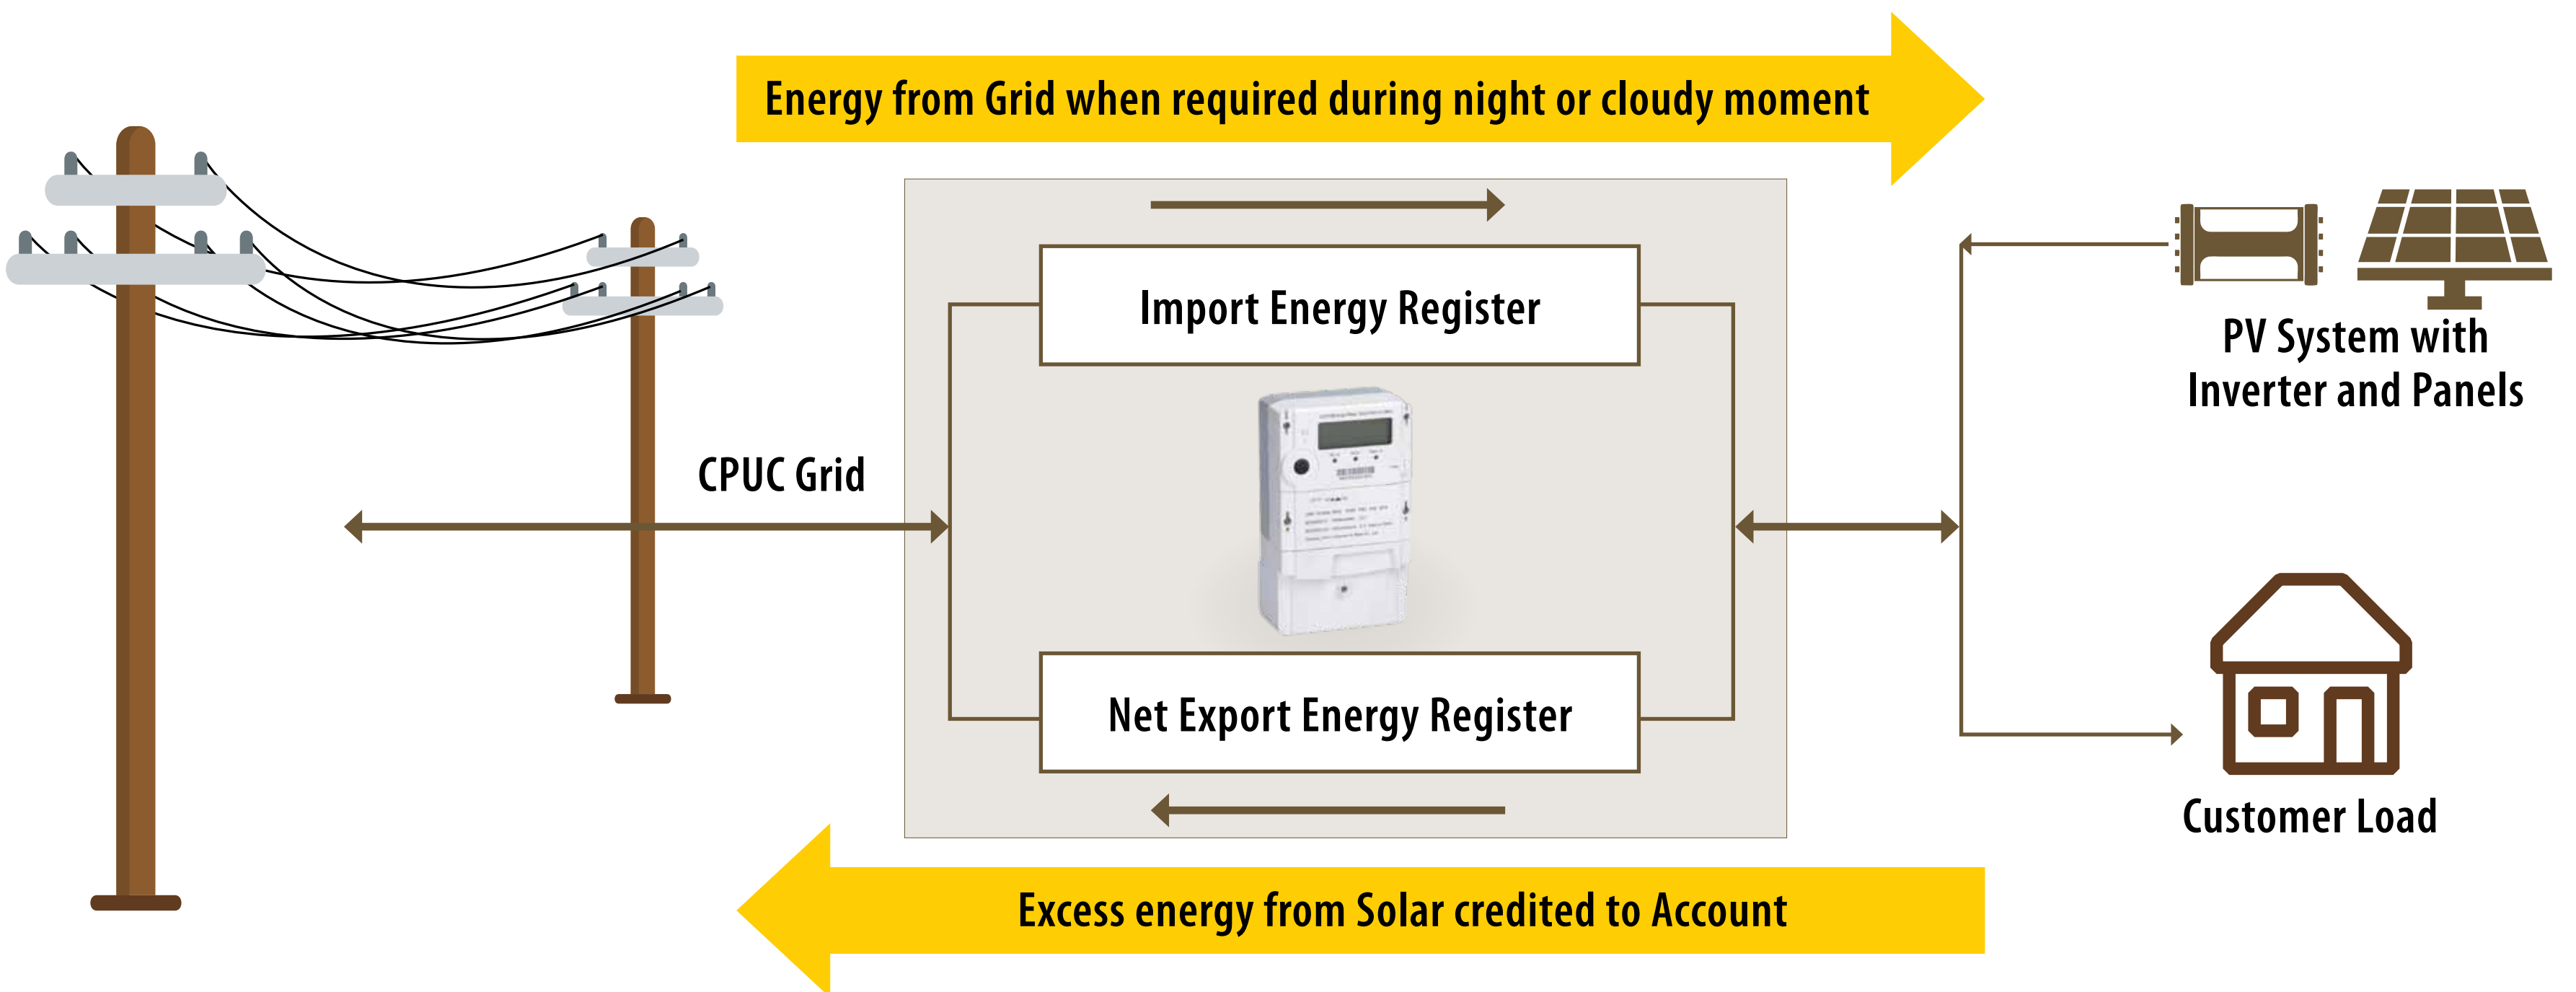 Energy from Grid when required during night or cloudy moment
Import Energy Register
PV System with
Inverter and Panels
CPUC Grid
Net Export Energy Register
Customer Load
Excess energy from Solar credited to Account